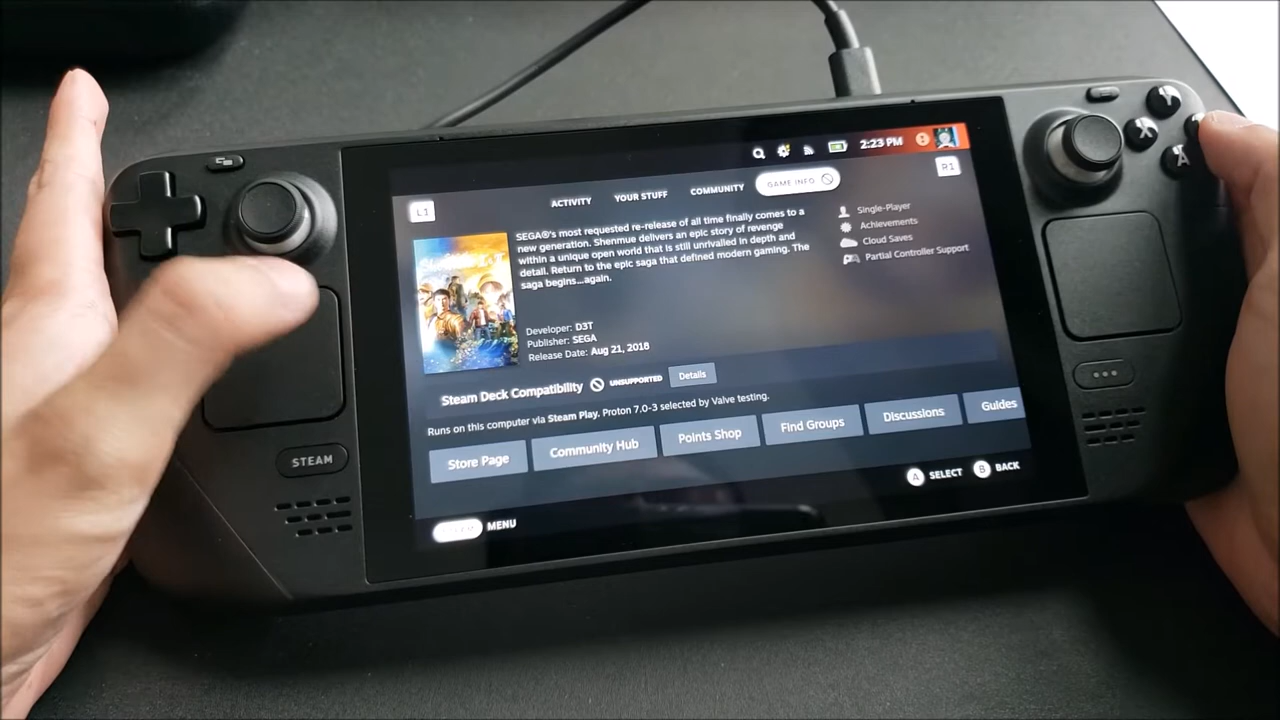 2:23 PM
L1
ACTIVITY
YOUR STUFF
COMMUNITY
GAME INFO
R1
SEGA®'s most requested re-release of all time finally comes to a
new generation. Shenmue delivers an epic story of revenge
within a unique open world that is still unrivalled in depth and
detail. Return to the epic saga that defined modern gaming. The
saga begins...again.
Single-Player
Achievements
Cloud Saves
Partial Controller Support
Developer: D3T
Publisher: SEGA
Release Date: Aug 21, 2018
Steam Deck Compatibility UNSUPPORTED Details
Runs on this computer via Steam Play. Proton 7.0-3 selected by Valve testing.
Store Page
Community Hub
Points Shop
Find Groups
Discussions
Guides
MENU
A SELECT B BACK
STEAM
Y
X
A